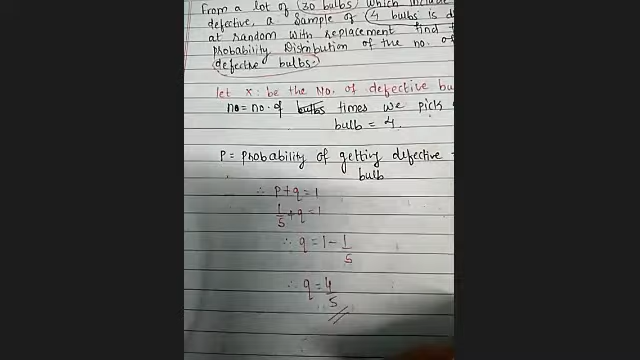 From a lot of (30 bulbs) which include
defective, a Sample of (4 bulbs is
at random with replacement find
probability Distribution of the no. of
(defective bulbs.)
let x: be the No. of defective
no = no. of times we pick
bulb = 4.
P = probability of getting defective
bulb
∴ p+q = 1
1/5 + q = 1
∴ q = 1 - 1/5
∴ q = 4/5